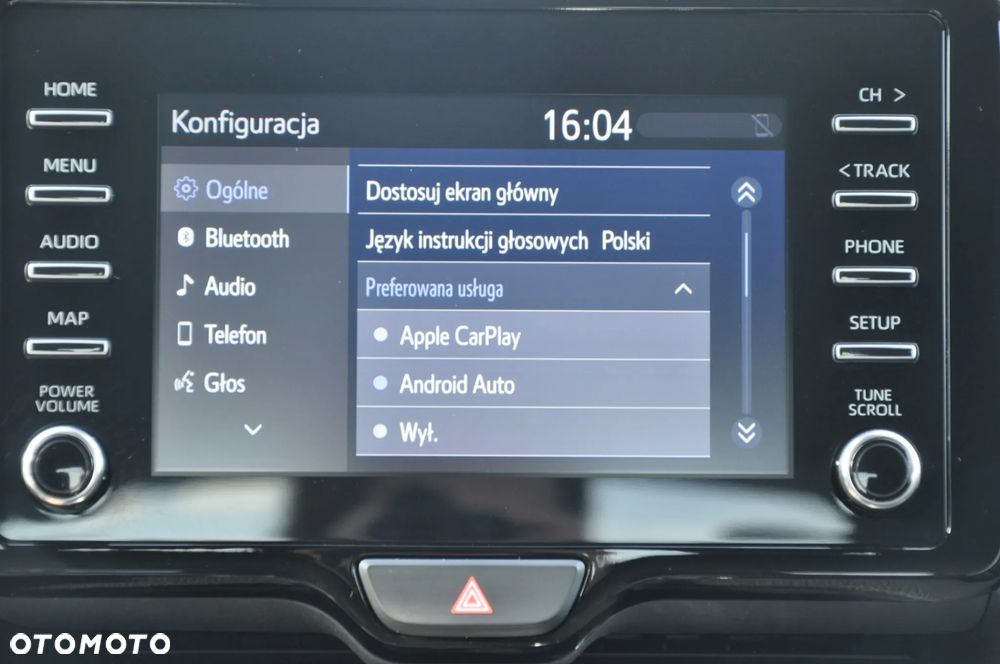 HOME
MENU
AUDIO
MAP
POWER
VOLUME
Konfiguracja 16:04
Ogólne
Bluetooth
Audio
Telefon
Głos
Dostosuj ekran główny
Język instrukcji głosowych Polski
Preferowana usługa
Apple CarPlay
Android Auto
Wył.
CH >
< TRACK
PHONE
SETUP
TUNE
SCROLL
OTOMOTO